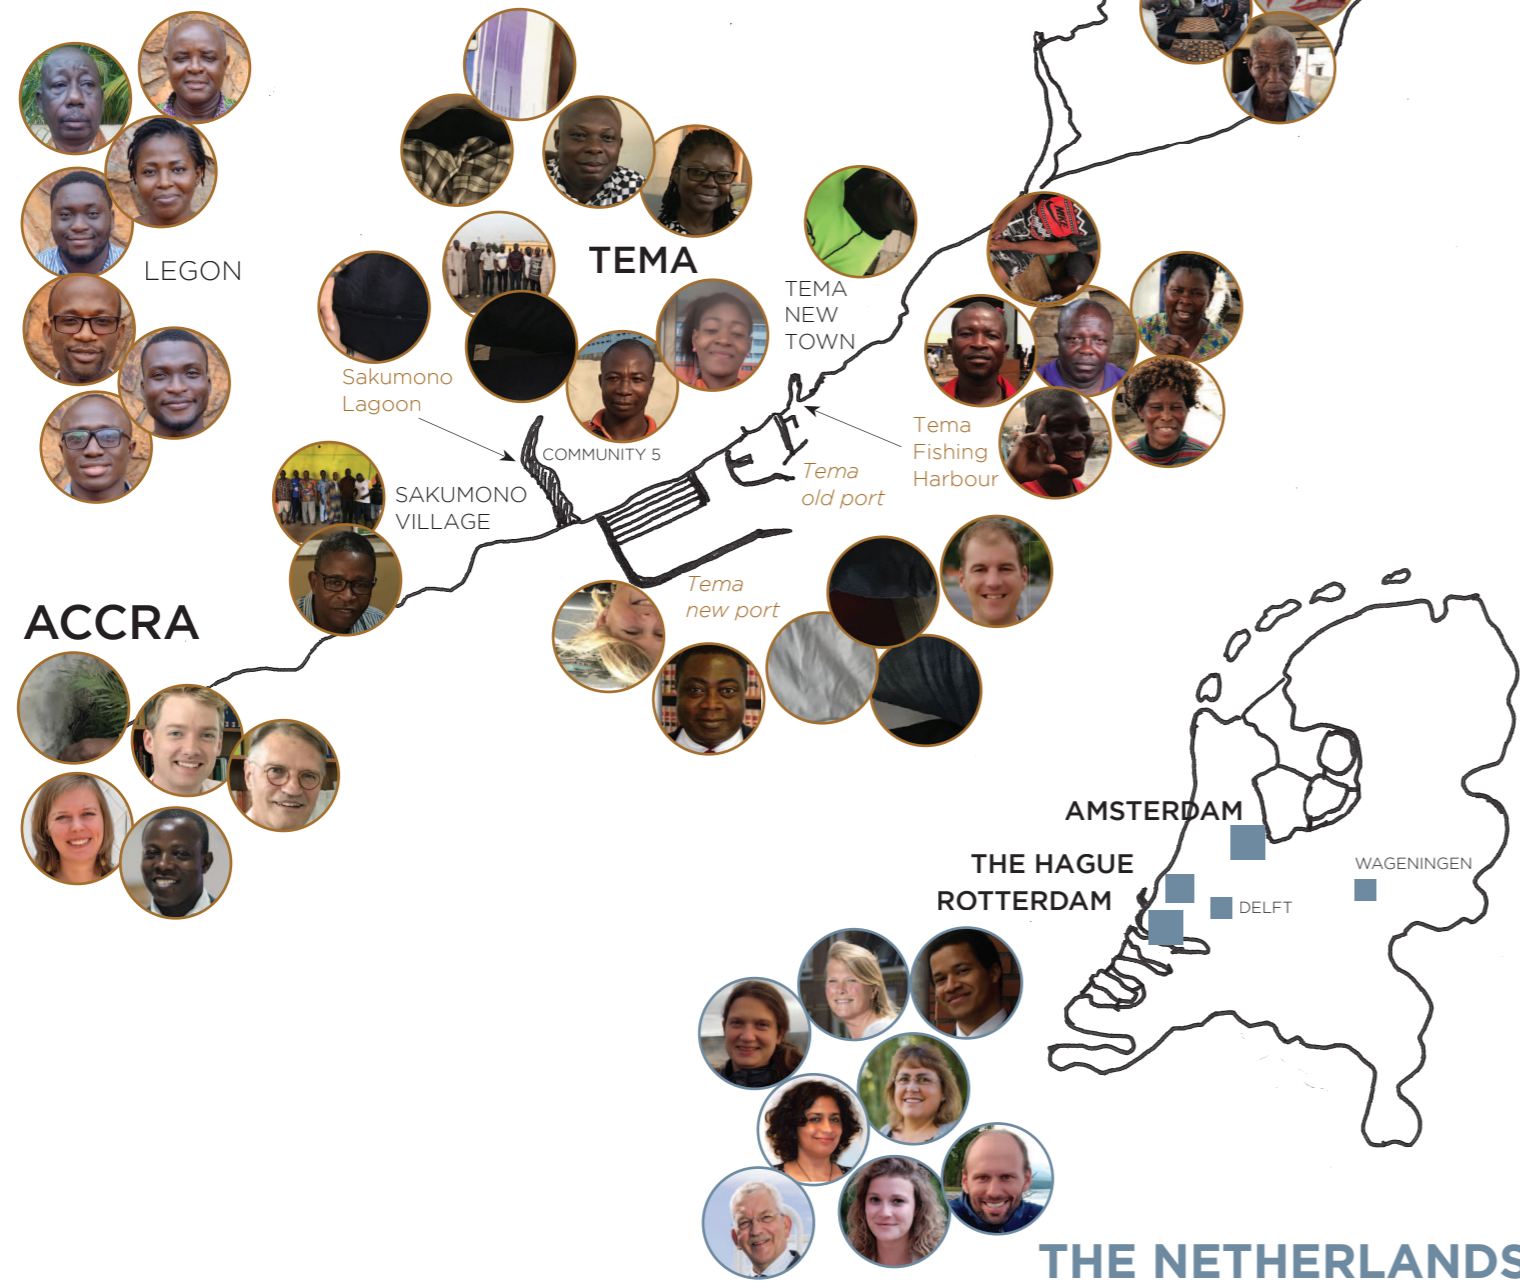 LEGON
TEMA
TEMA
NEW
TOWN
Sakumono
Lagoon
COMMUNITY 5
Tema
Fishing
Harbour
Tema
old port
SAKUMONO
VILLAGE
Tema
new port
ACCRA
AMSTERDAM
THE HAGUE
WAGENINGEN
ROTTERDAM
DELFT
THE NETHERLANDS